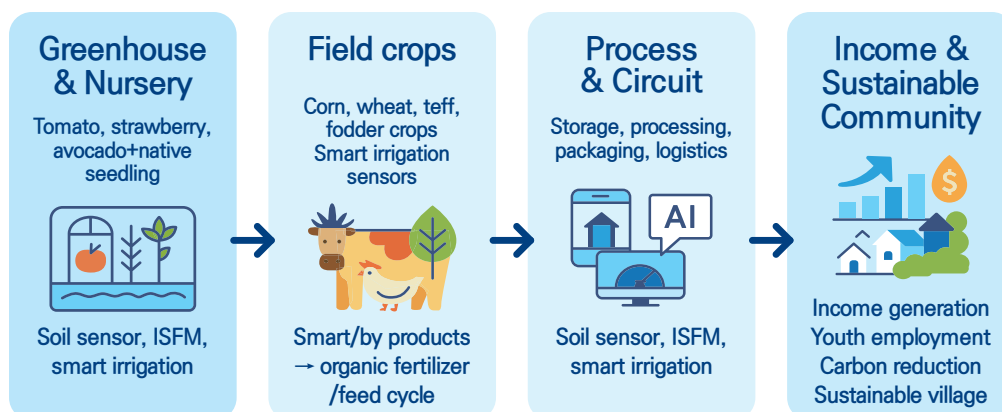 Greenhouse
& Nursery
Tomato, strawberry,
avocado+native
seedling
Soil sensor, ISFM,
smart irrigation
Field crops
Corn, wheat, teff,
fodder crops
Smart irrigation
sensors
Smart/by products
→ organic fertilizer
/feed cycle
Process
& Circuit
Storage, processing,
packaging, logistics
AI
Soil sensor, ISFM,
smart irrigation
Income &
Sustainable
Community
$
Income generation
Youth employment
Carbon reduction
Sustainable village